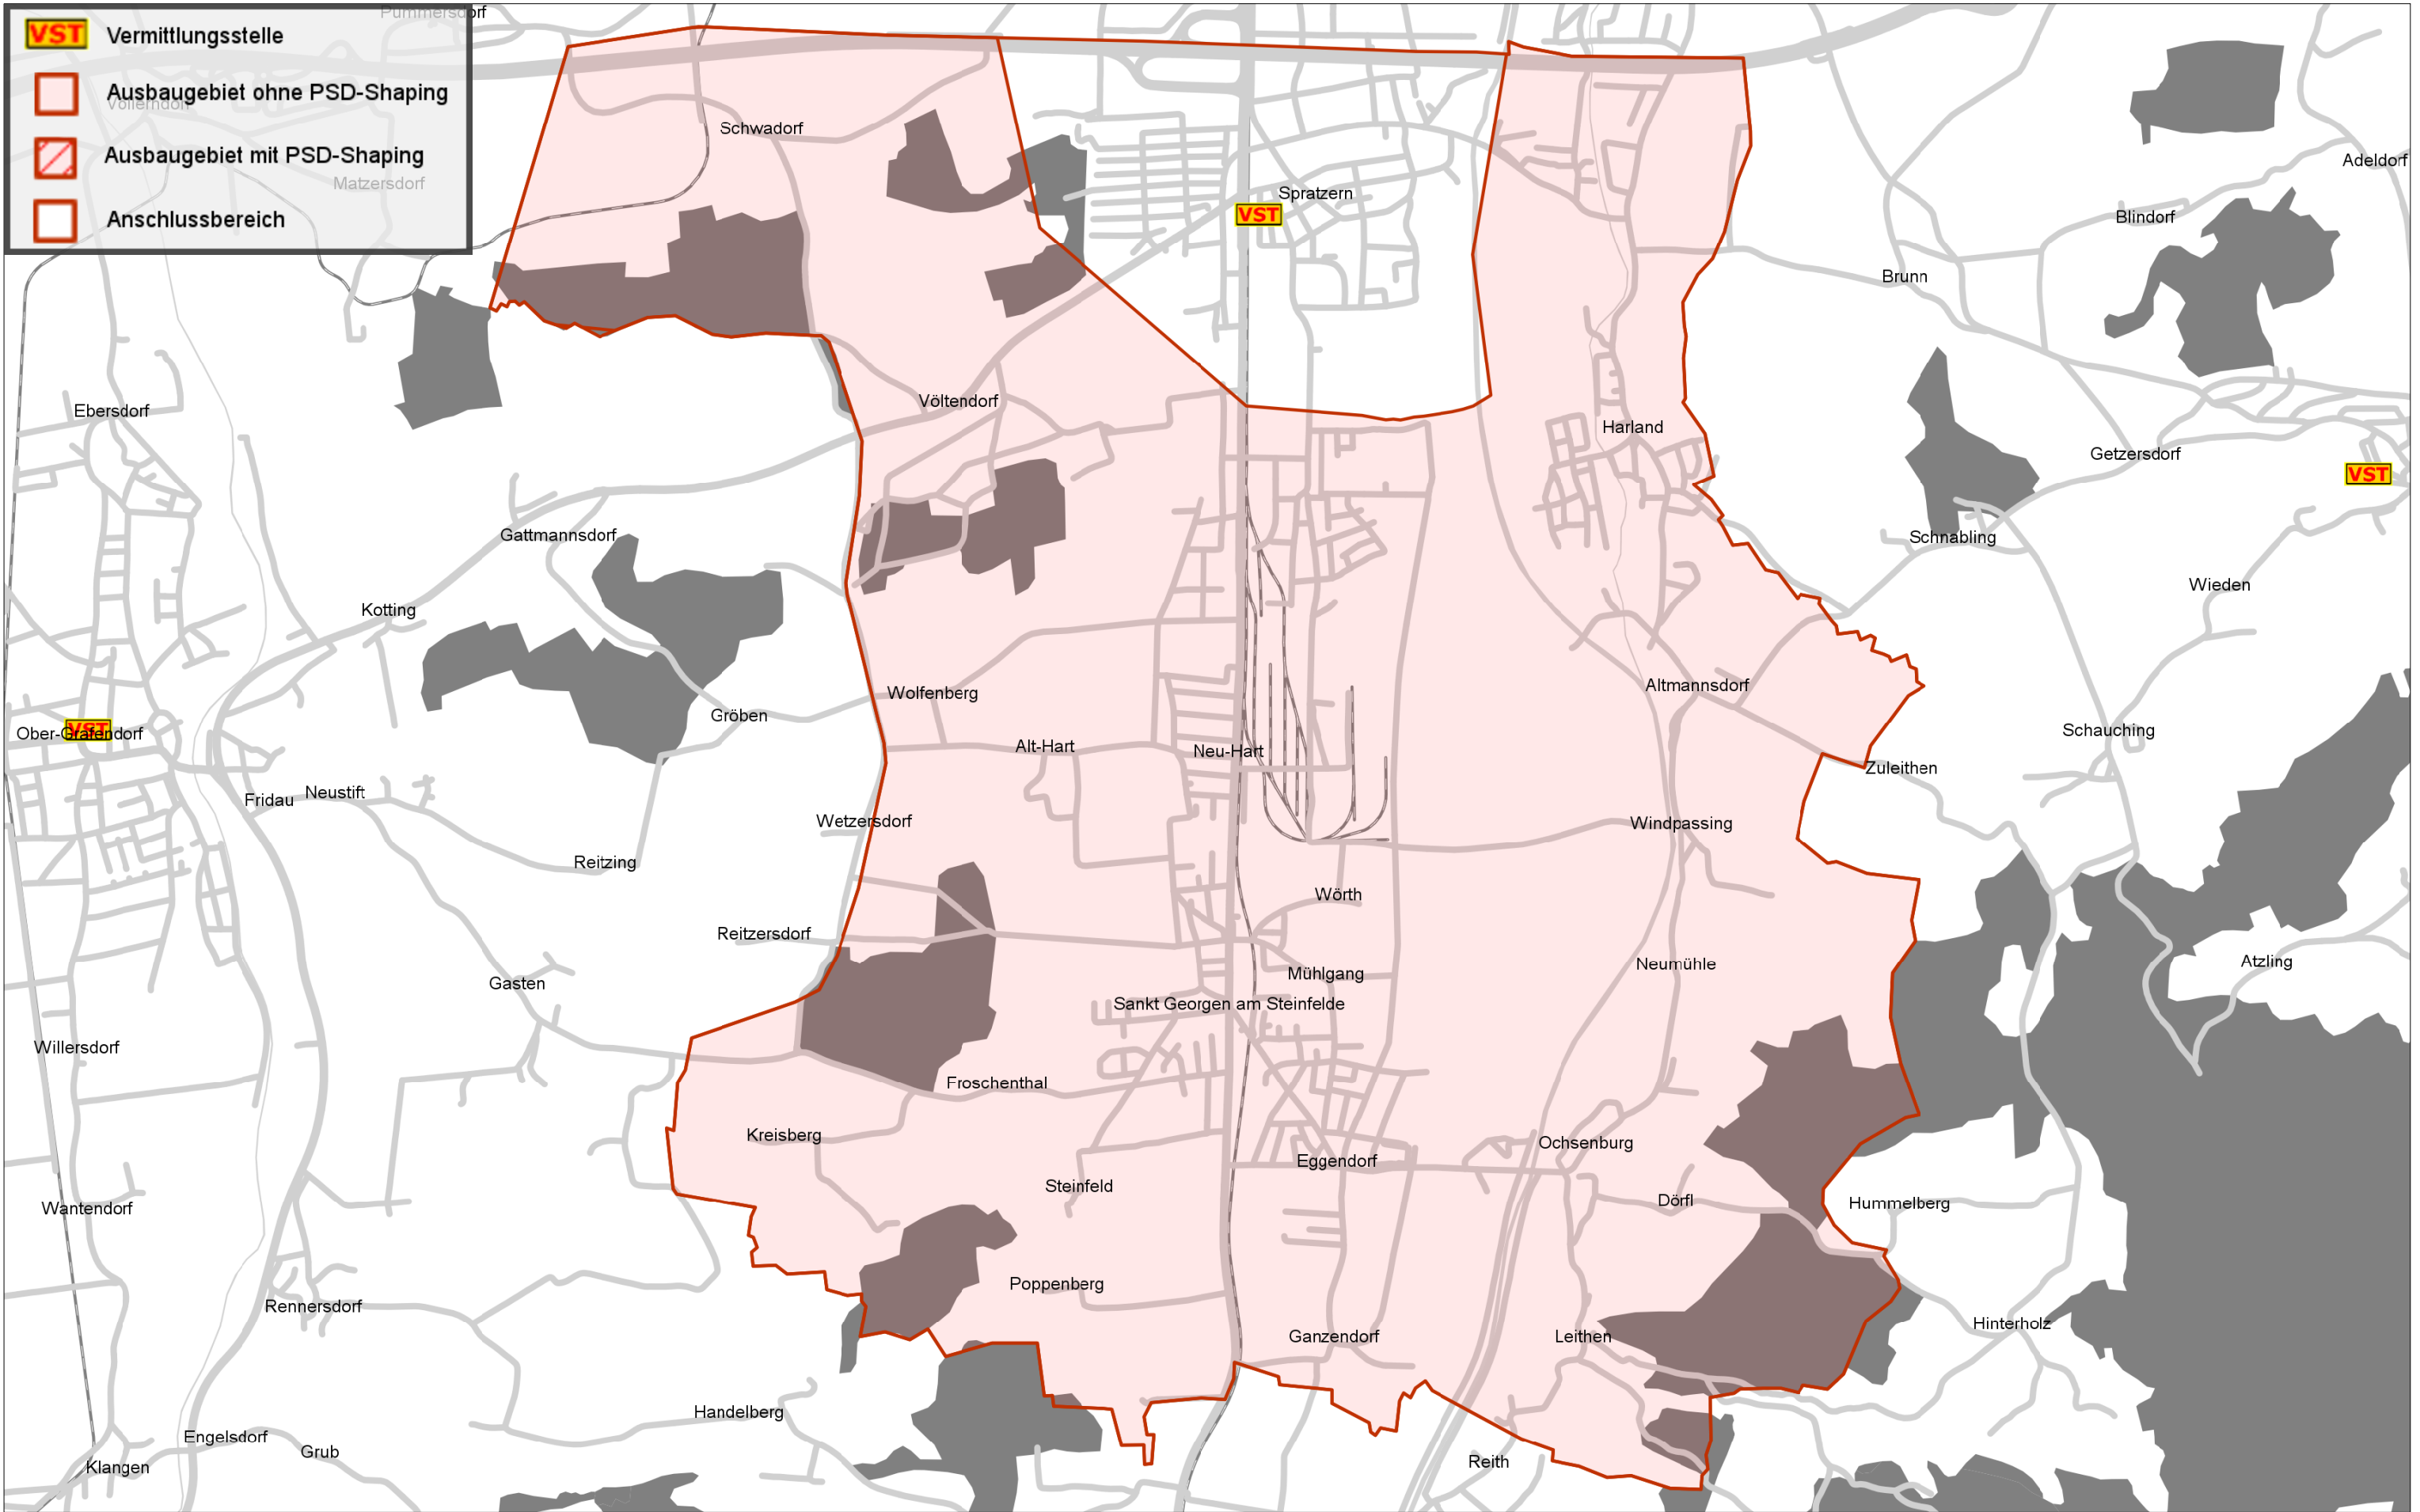 Pummersdorf
VST Vermittlungsstelle
Ausbaugebiet ohne PSD-Shaping
Völlerndorf
Ausbaugebiet mit PSD-Shaping
Matzersdorf
Anschlussbereich
Schwadorf
Adeldorf
Spratzern
VST
Blindorf
Brunn
Ebersdorf
Völtendorf
Harland
Getzersdorf
VST
Gattmannsdorf
Schnabling
Wieden
Kotting
Altmannsdorf
Wolfenberg
Gröben
VST
Ober-Grafendorf
Schauching
Alt-Hart
Neu-Hart
Zuleithen
Fridau
Neustift
Wetzersdorf
Windpassing
Reitzing
Wörth
Reitzersdorf
Atzling
Neumühle
Mühlgang
Gasten
Sankt Georgen am Steinfelde
Willersdorf
Froschenthal
Kreisberg
Ochsenburg
Eggendorf
Steinfeld
Dörfl
Hummelberg
Wantendorf
Poppenberg
Rennersdorf
Hinterholz
Ganzendorf
Leithen
Handelberg
Engelsdorf
Grub
Reith
Klangen